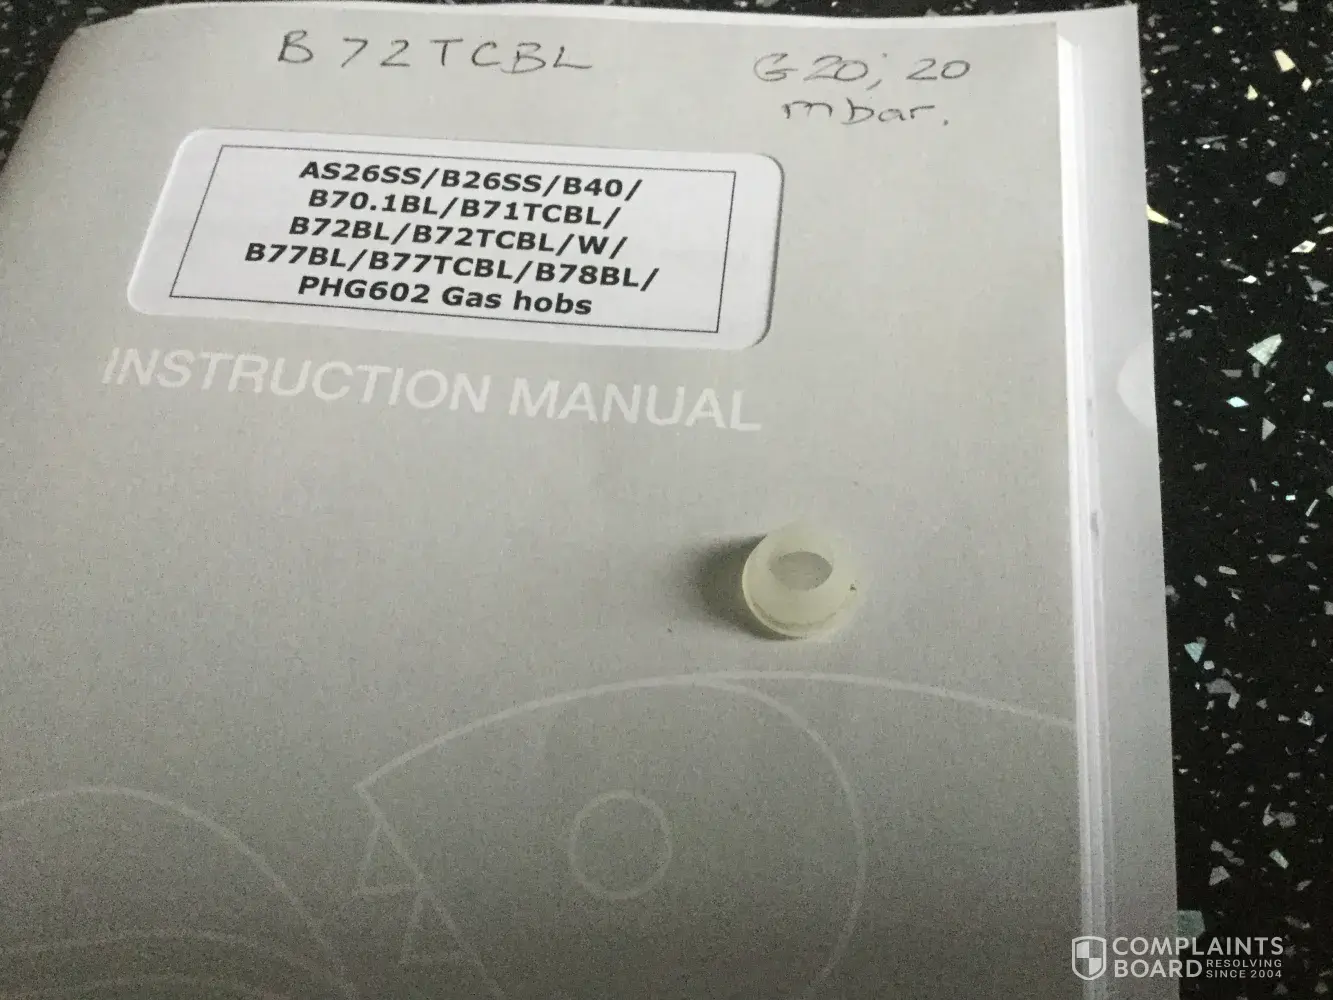 B72TCBL
G20; 20
mbar.
AS26SS/B26SS/B40/
B70.1BL/B71TCBL/
B72BL/B72TCBL/W/
B77BL/B77TCBL/B78BL/
PHG602 Gas hobs
INSTRUCTION MANUAL
COMPLAINTS
BOARD RESOLVING
SINCE 2004